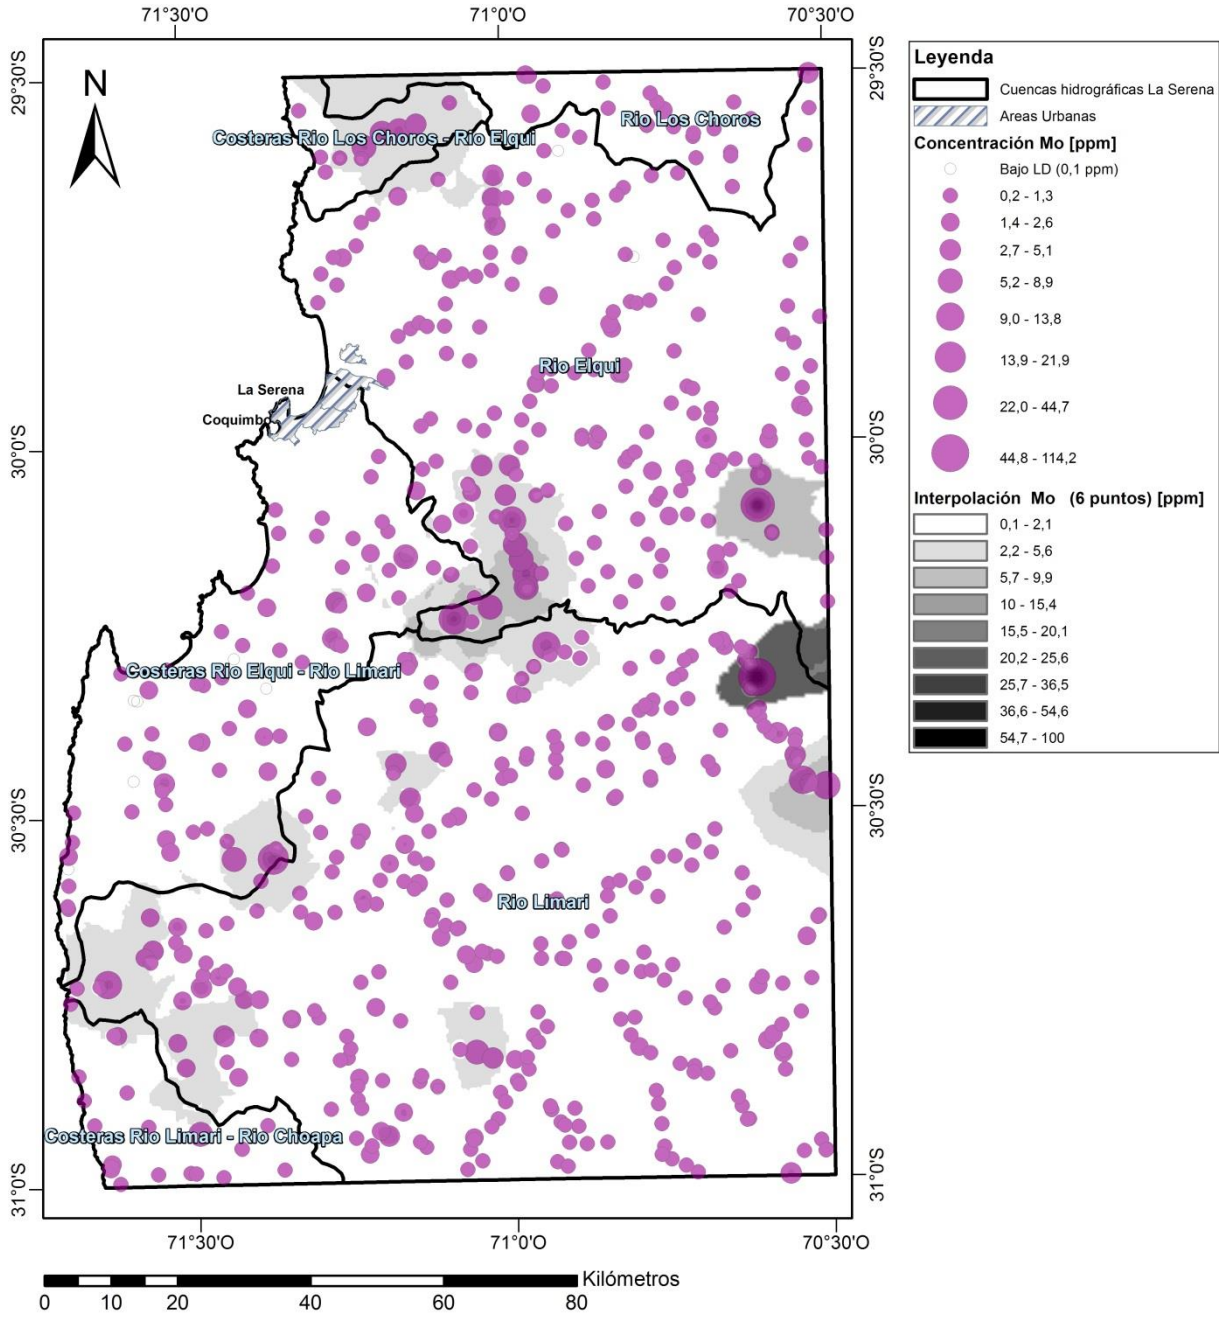 71°30'O 71°0'O 70°30'O
29°30'S
29°30'S
N
Costeras Rio Los Choros - Rio Elqui
Rio Los Choros
Rio Elqui
La Serena
Coquimbo
30°0'S
30°0'S
Costeras Rio Elqui - Rio Limari
30°30'S
30°30'S
Rio Limari
Costeras Rio Limari - Rio Choapa
31°0'S
31°0'S
71°30'O 71°0'O 70°30'O
Kilómetros
0 10 20 40 60 80
Leyenda
Cuencas hidrográficas La Serena
Areas Urbanas
Concentración Mo [ppm]
Bajo LD (0,1 ppm)
0,2 - 1,3
1,4 - 2,6
2,7 - 5,1
5,2 - 8,9
9,0 - 13,8
13,9 - 21,9
22,0 - 44,7
44,8 - 114,2
Interpolación Mo (6 puntos) [ppm]
0,1 - 2,1
2,2 - 5,6
5,7 - 9,9
10 - 15,4
15,5 - 20,1
20,2 - 25,6
25,7 - 36,5
36,6 - 54,6
54,7 - 100